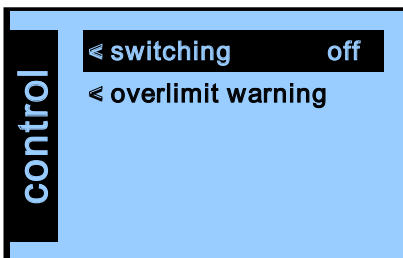 control
< switching off
< overlimit warning